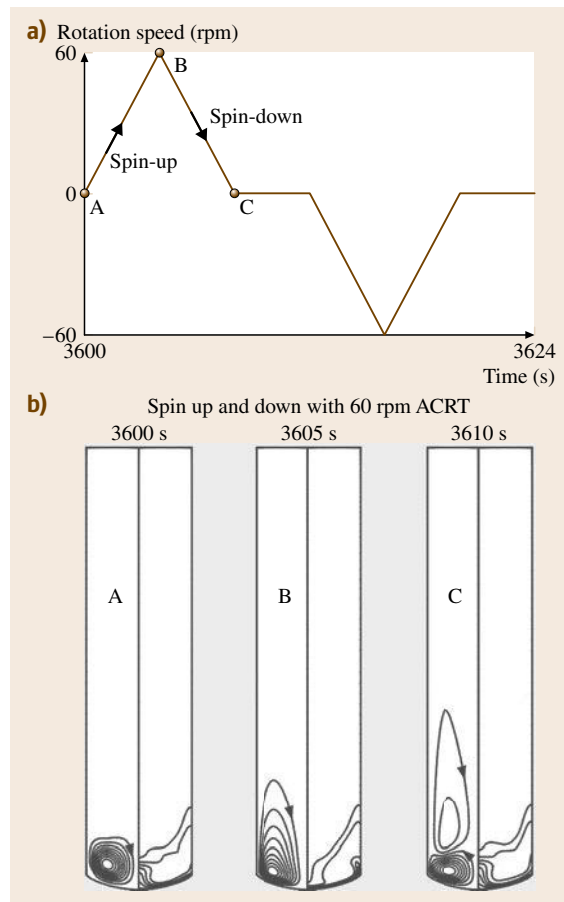 a) Rotation speed (rpm)
60
B
Spin-down
Spin-up
0
A
C
–60
3600
3624
Time (s)
b) Spin up and down with 60 rpm ACRT
3600 s
3605 s
3610 s
A
B
C